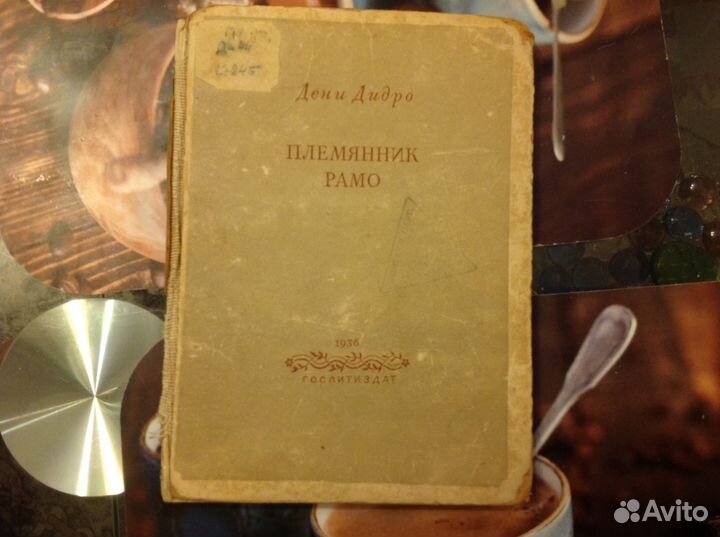 Дени Дидро
ПЛЕМЯННИК
РАМО
1936
ГОСЛИТИЗДАТ
Avito